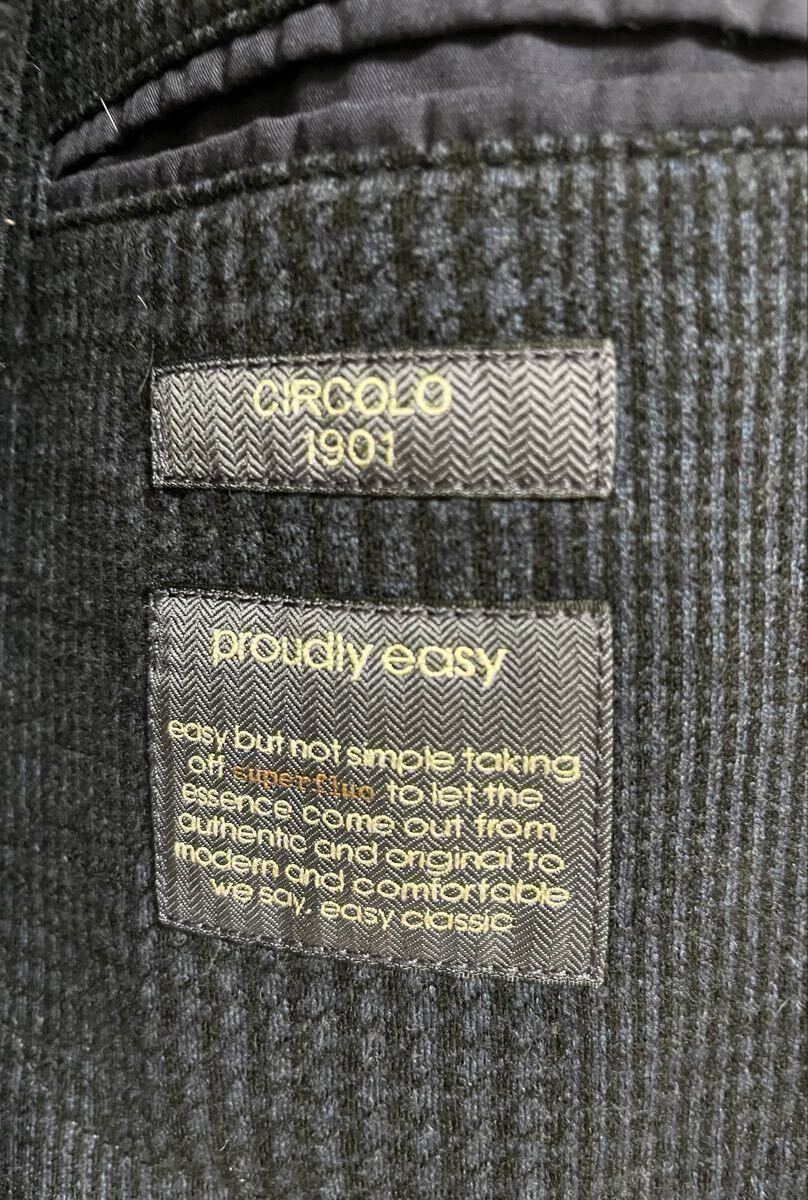 CIRCOLO
1901
proudly easy
easy but not simple taking
off superfluo to let the
essence come out from
authentic and original to
modern and comfortable
we say, easy classic